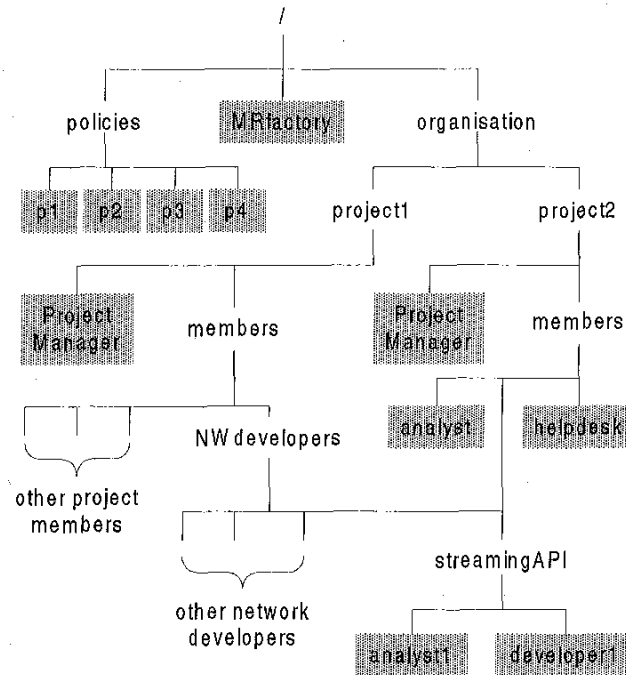 /
policies
MRfactory
organisation
p1 p2 p3 p4
project1
project2
Project
Manager
members
Project
Manager
members
analyst
helpdesk
NW developers
other project
members
streamingAPI
other network
developers
analyst1
developer1